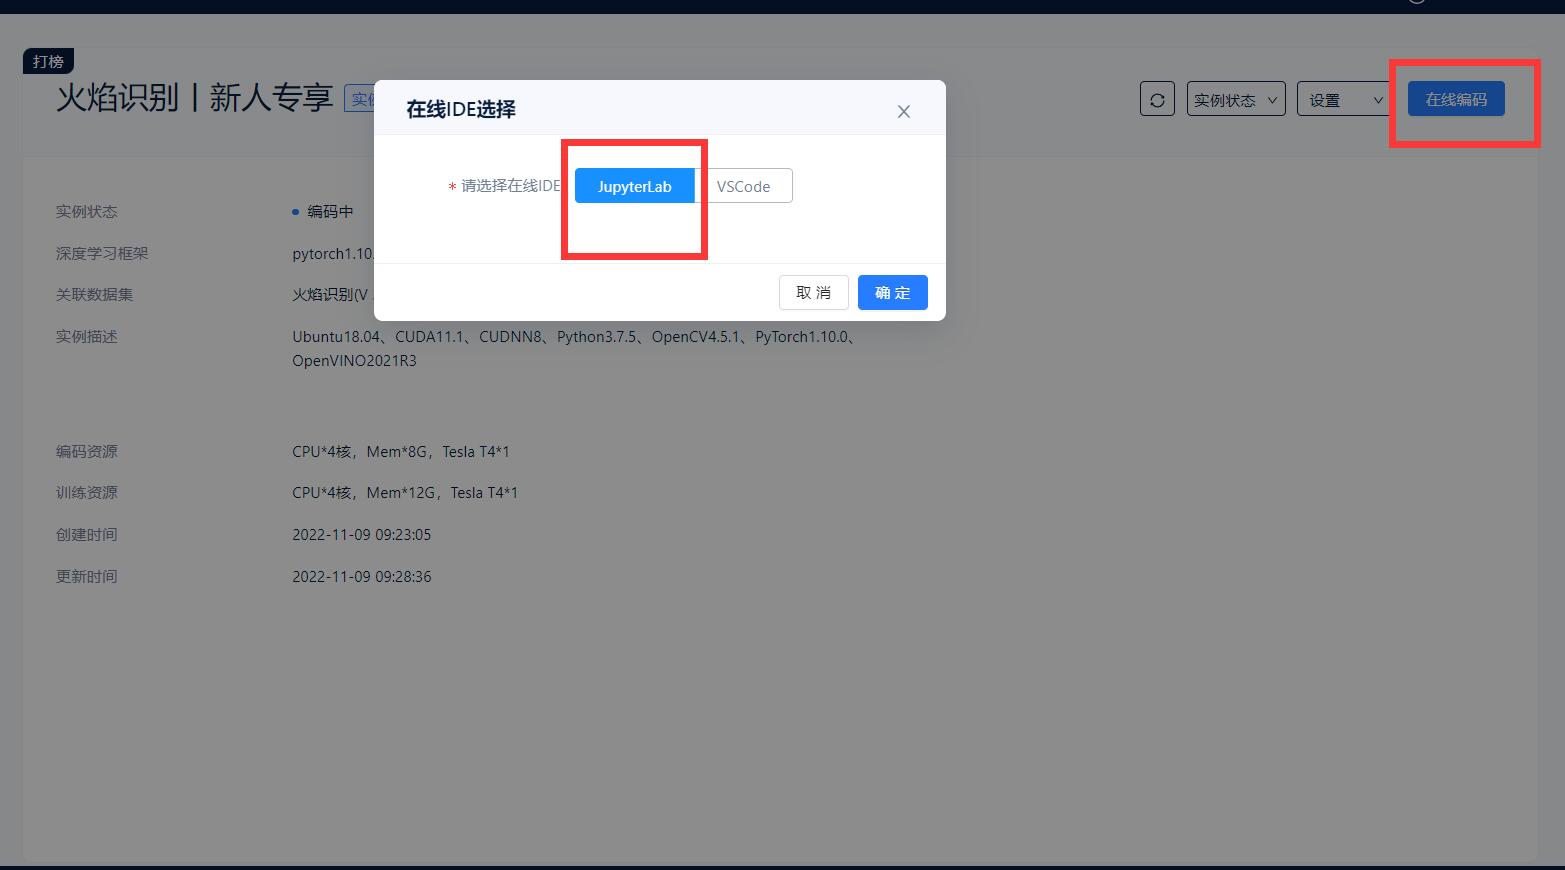 打榜
火焰识别丨新人专享
实例状态
设置
在线编码
在线IDE选择
* 请选择在线IDE
JupyterLab
VSCode
取 消
确 定
实例状态
编码中
深度学习框架
pytorch1.10.
关联数据集
火焰识别(V
实例描述
Ubuntu18.04、CUDA11.1、CUDNN8、Python3.7.5、OpenCV4.5.1、PyTorch1.10.0、
OpenVINO2021R3
编码资源
CPU*4核，Mem*8G，Tesla T4*1
训练资源
CPU*4核，Mem*12G，Tesla T4*1
创建时间
2022-11-09 09:23:05
更新时间
2022-11-09 09:28:36